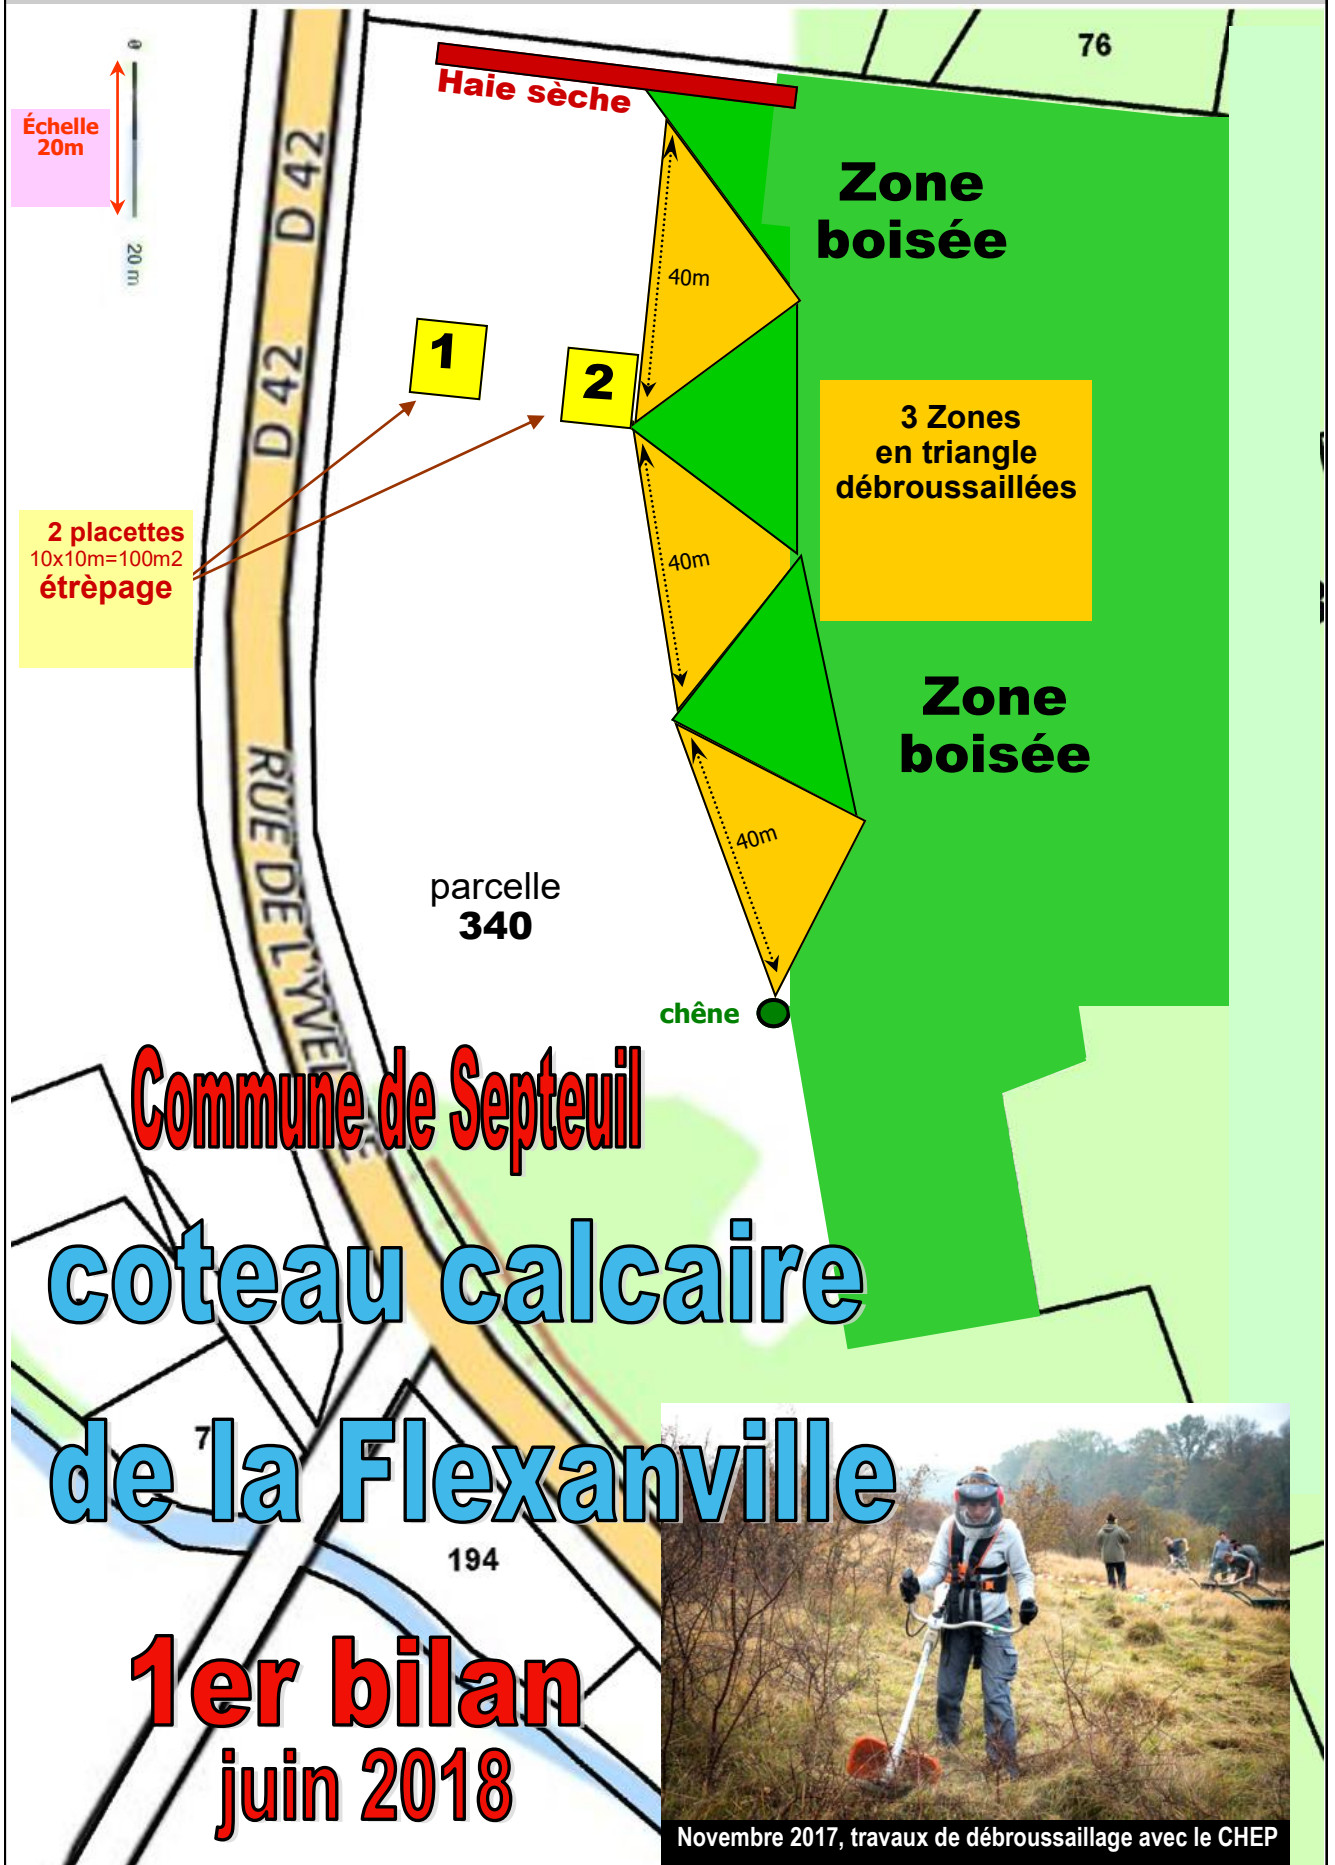 76
Haie sèche
0
Échelle
20m
20 m
D 42
Zone
boisée
40m
1
2
D 42
3 Zones
en triangle
débroussaillées
2 placettes
10x10m=100m2
étrèpage
40m
Zone
boisée
RUE DE L'YVELINE
40m
parcelle
340
chêne
Commune de Septeuil
coteau calcaire
de la Flexanville
7
194
1er bilan
juin 2018
Novembre 2017, travaux de débroussaillage avec le CHEP